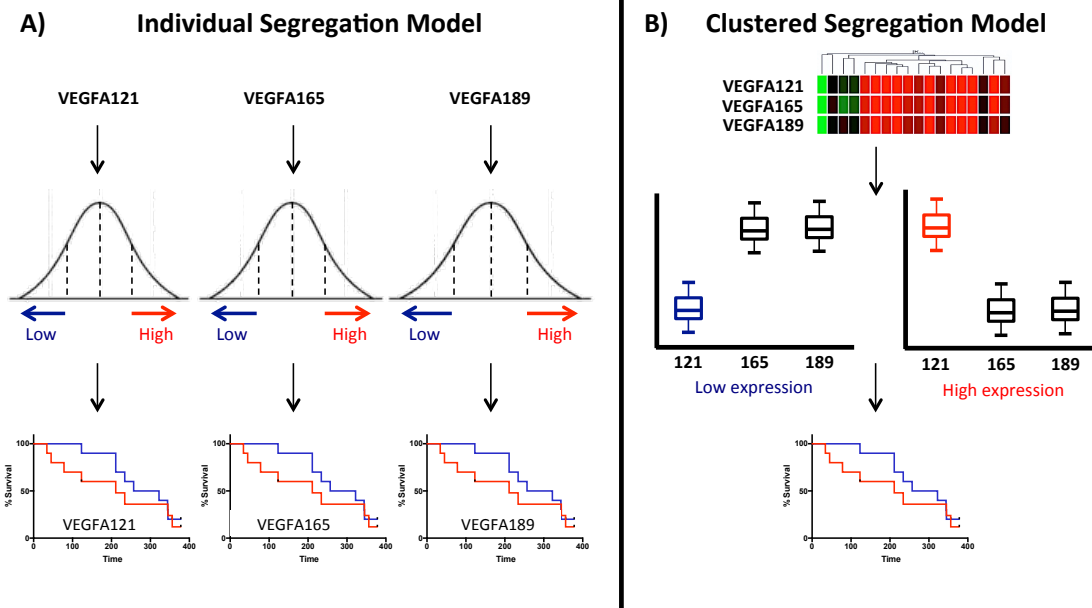 A) Individual Segregation Model
VEGFA121 VEGFA165 VEGFA189
Low High Low High Low High
100
50
0
% Survival
VEGFA121
0 100 200 300 400
Time
100
50
0
% Survival
VEGFA165
0 100 200 300 400
Time
100
50
0
% Survival
VEGFA189
0 100 200 300 400
Time
B) Clustered Segregation Model
VEGFA121
VEGFA165
VEGFA189
121 165 189
Low expression
121 165 189
High expression
100
50
0
% Survival
0 100 200 300 400
Time